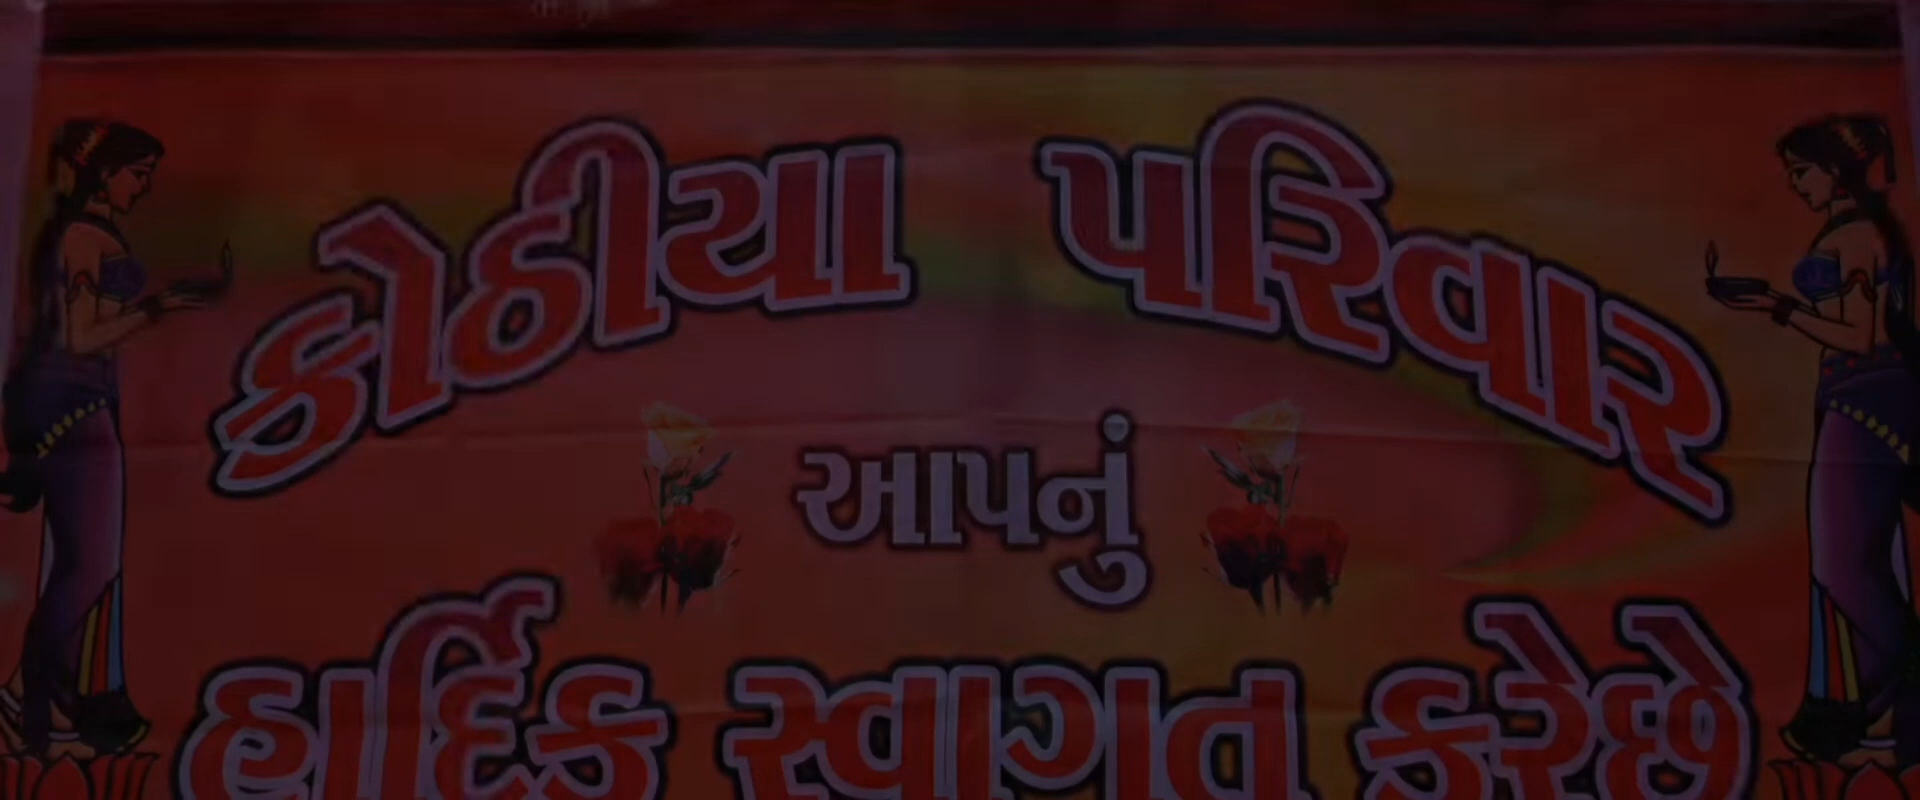 કોઠીયા પરિવાર
આપનું
હાર્દિક સ્વાગત કરેછે